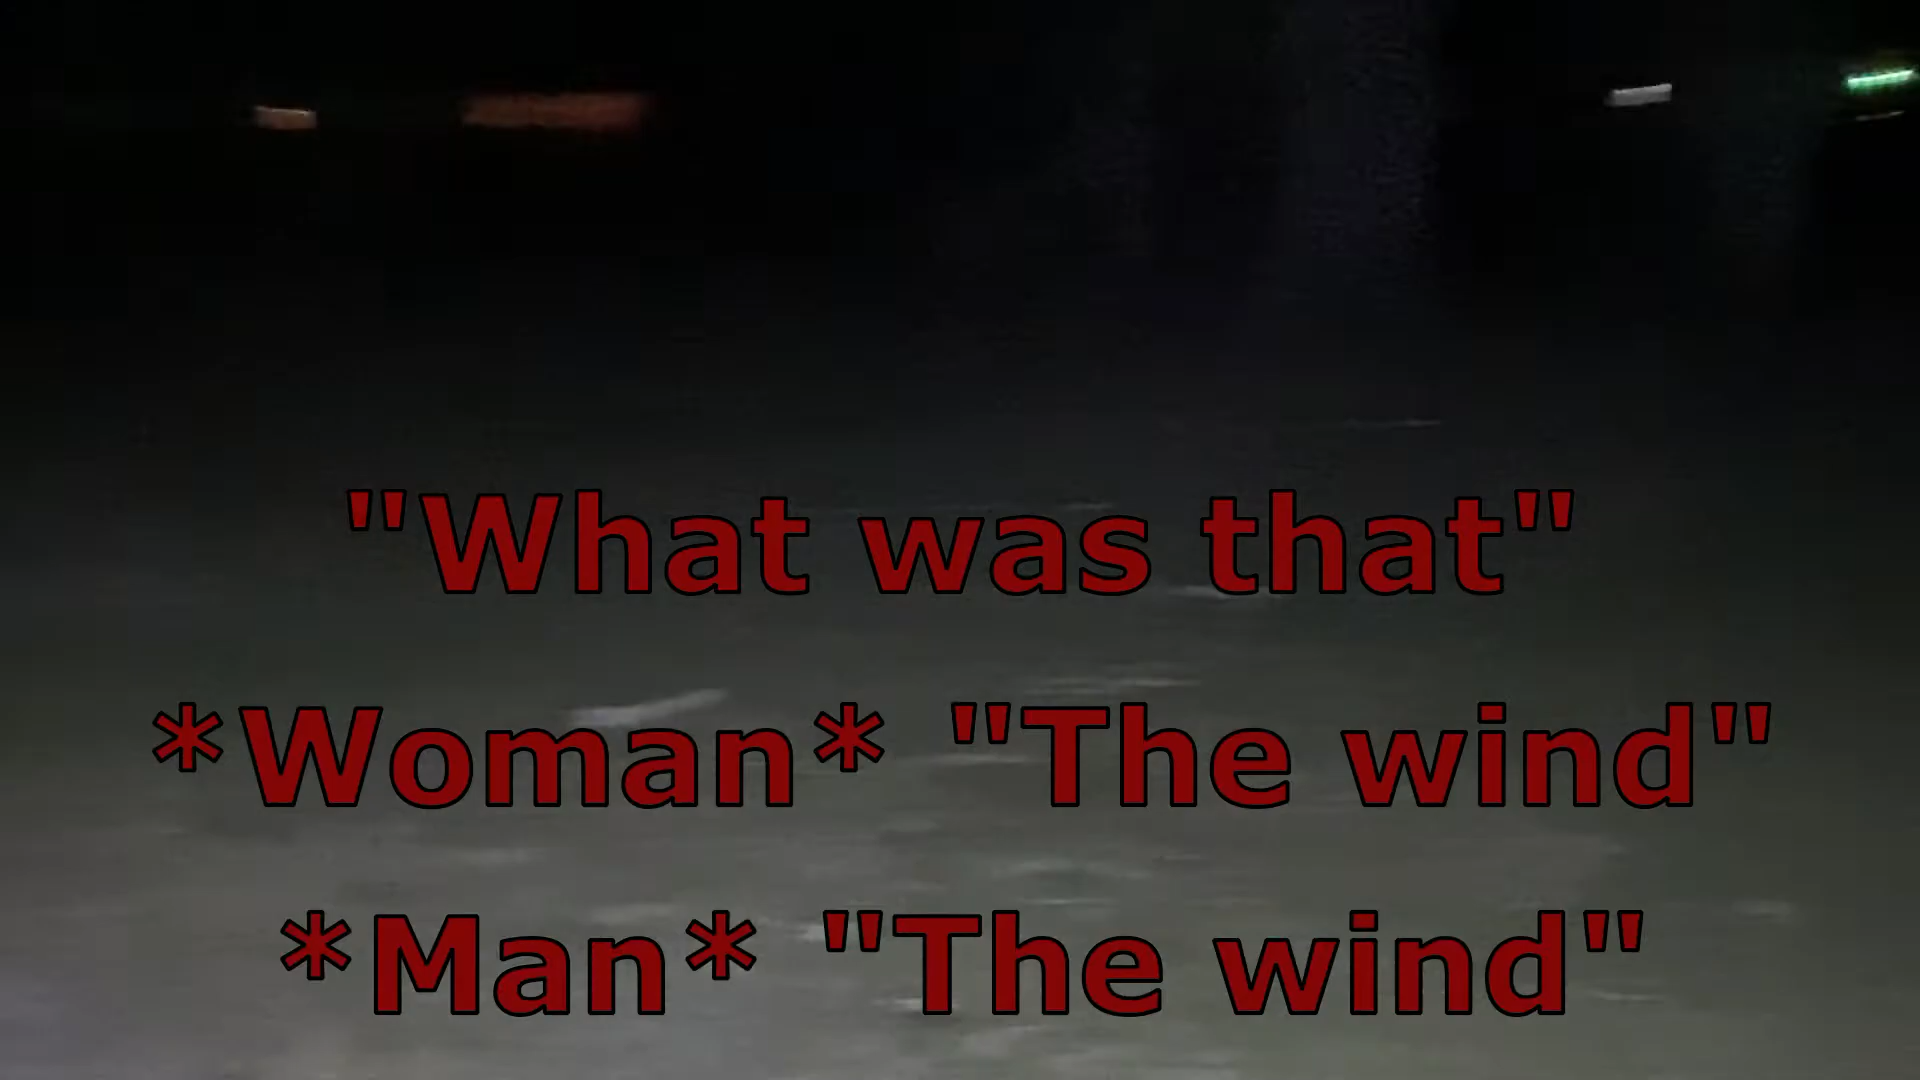 "What was that"
*Woman* "The wind"
*Man* "The wind"